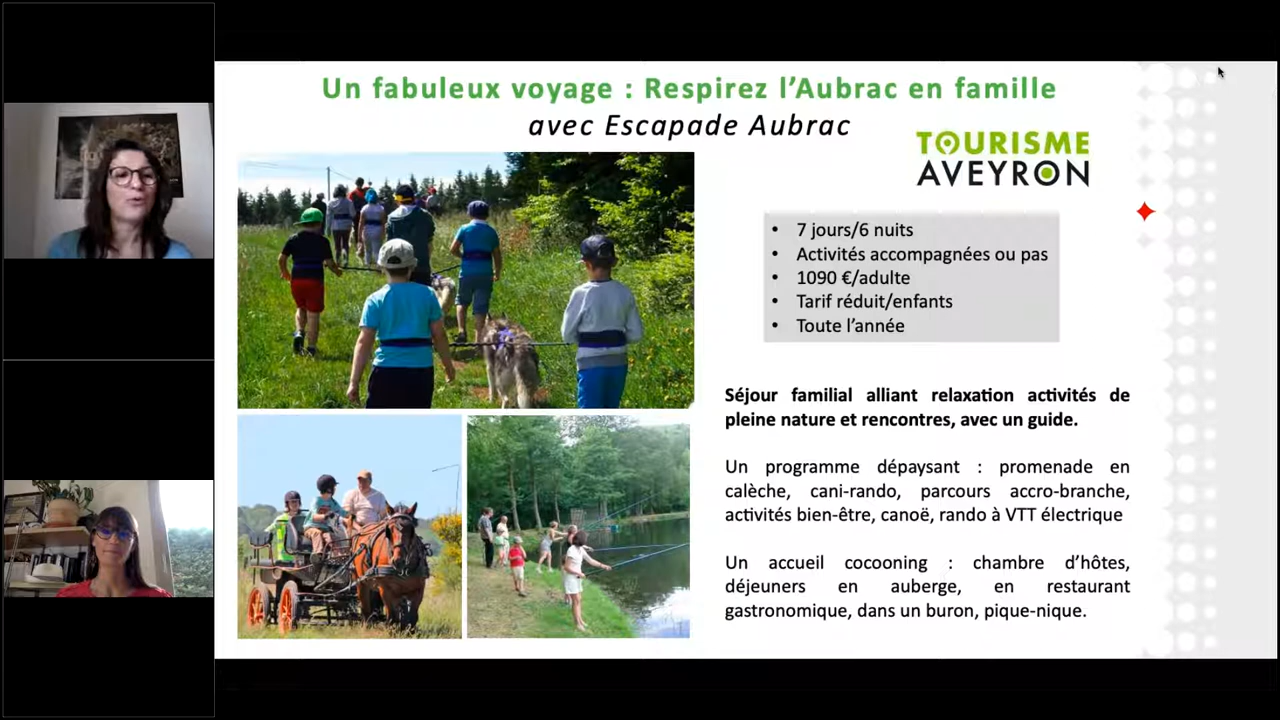 Un fabuleux voyage : Respirez l'Aubrac en famille
avec Escapade Aubrac
TOURISME
AVEYRON
• 7 jours/6 nuits
• Activités accompagnées ou pas
• 1090 €/adulte
• Tarif réduit/enfants
• Toute l'année
Séjour familial alliant relaxation activités de
pleine nature et rencontres, avec un guide.
Un programme dépaysant : promenade en
calèche, cani-rando, parcours accro-branche,
activités bien-être, canoë, rando à VTT électrique
Un accueil cocooning : chambre d'hôtes,
déjeuners en auberge, en restaurant
gastronomique, dans un buron, pique-nique.